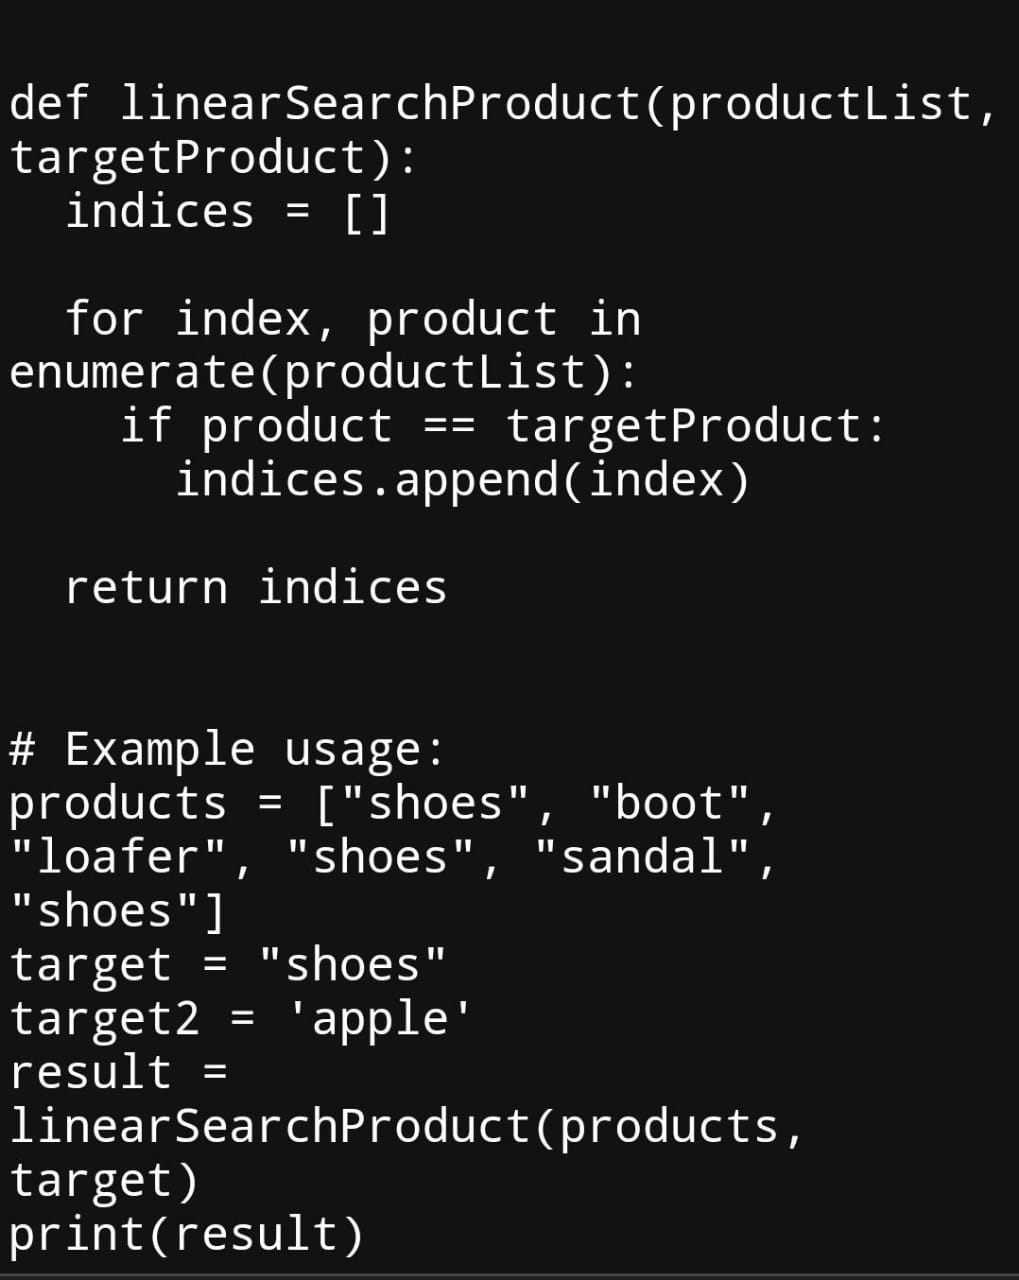 def linearSearchProduct(productList,
targetProduct):
  indices = []

  for index, product in
enumerate(productList):
    if product == targetProduct:
      indices.append(index)

  return indices


# Example usage:
products = ["shoes", "boot",
"loafer", "shoes", "sandal",
"shoes"]
target = "shoes"
target2 = 'apple'
result =
linearSearchProduct(products,
target)
print(result)